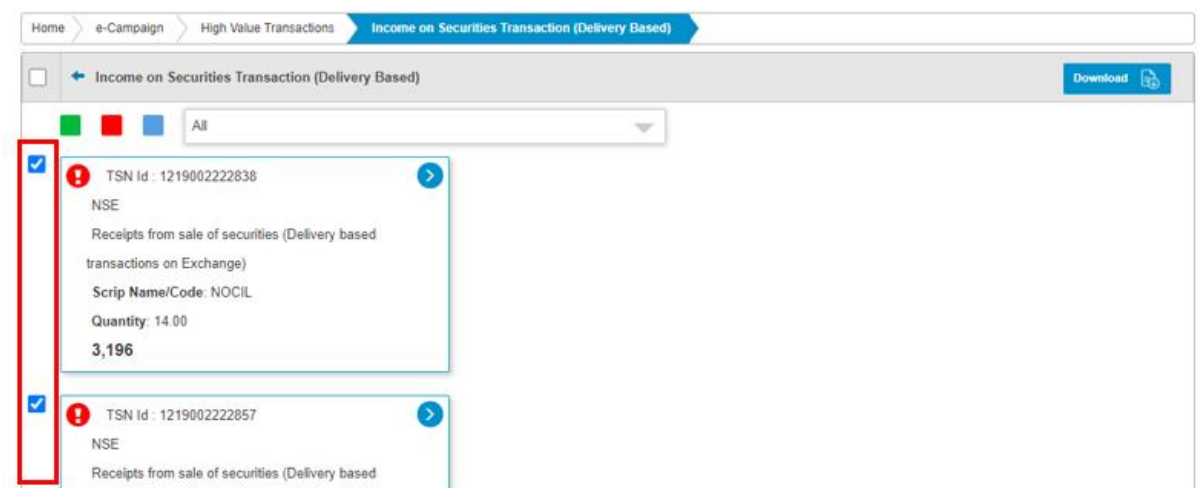 Home e-Campaign High Value Transactions Income on Securities Transaction (Delivery Based)
Income on Securities Transaction (Delivery Based) Download
All
TSN Id : 1219002222838
NSE
Receipts from sale of securities (Delivery based
transactions on Exchange)
Scrip Name/Code: NOCIL
Quantity: 14.00
3,196
TSN Id : 1219002222857
NSE
Receipts from sale of securities (Delivery based